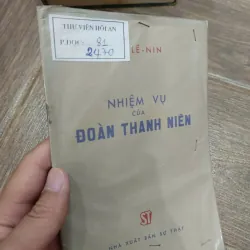 THƯ VIỆN HỘI AN
P.ĐỌC: 91
2470
LÊ-NIN
NHIỆM VỤ
CỦA
ĐOÀN THANH NIÊN
ST
NHÀ XUẤT BẢN SỰ THẬT